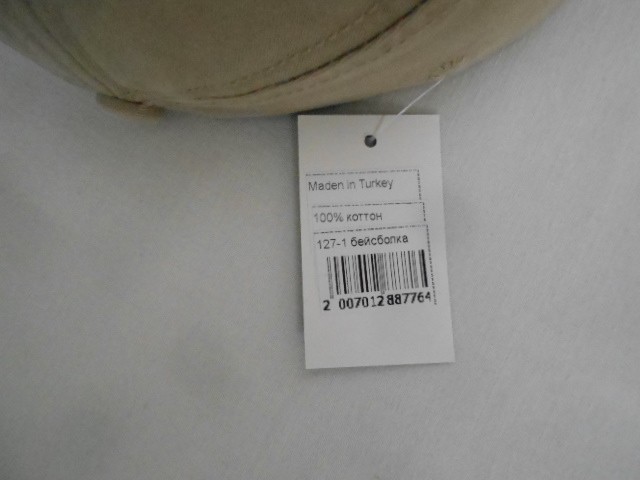 Maden in Turkey
100% коттон
127-1 бейсболка
2 007012 887764